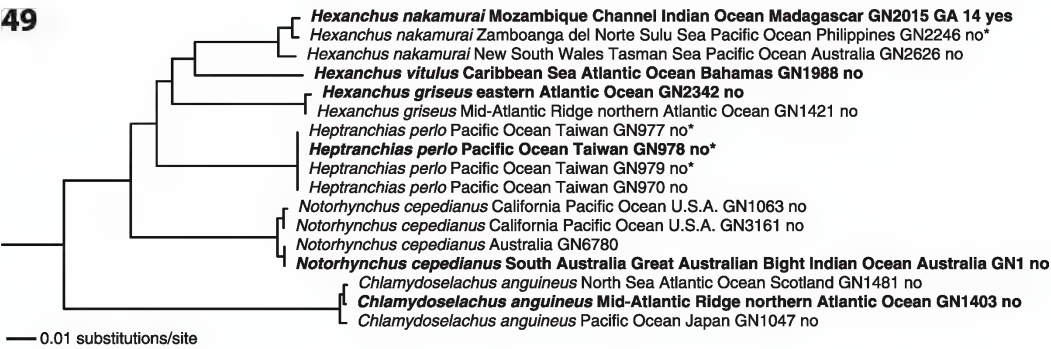 49
Hexanchus nakamurai Mozambique Channel Indian Ocean Madagascar GN2015 GA 14 yes
Hexanchus nakamurai Zamboanga del Norte Sulu Sea Pacific Ocean Philippines GN2246 no*
Hexanchus nakamurai New South Wales Tasman Sea Pacific Ocean Australia GN2626 no
Hexanchus vitulus Caribbean Sea Atlantic Ocean Bahamas GN1988 no
Hexanchus griseus eastern Atlantic Ocean GN2342 no
Hexanchus griseus Mid-Atlantic Ridge northern Atlantic Ocean GN1421 no
Heptranchias perlo Pacific Ocean Taiwan GN977 no*
Heptranchias perlo Pacific Ocean Taiwan GN978 no*
Heptranchias perlo Pacific Ocean Taiwan GN979 no*
Heptranchias perlo Pacific Ocean Taiwan GN970 no
Notorhynchus cepedianus California Pacific Ocean U.S.A. GN1063 no
Notorhynchus cepedianus California Pacific Ocean U.S.A. GN3161 no
Notorhynchus cepedianus Australia GN6780
Notorhynchus cepedianus South Australia Great Australian Bight Indian Ocean Australia GN1 no
Chlamydoselachus anguineus North Sea Atlantic Ocean Scotland GN1481 no
Chlamydoselachus anguineus Mid-Atlantic Ridge northern Atlantic Ocean GN1403 no
Chlamydoselachus anguineus Pacific Ocean Japan GN1047 no
0.01 substitutions/site